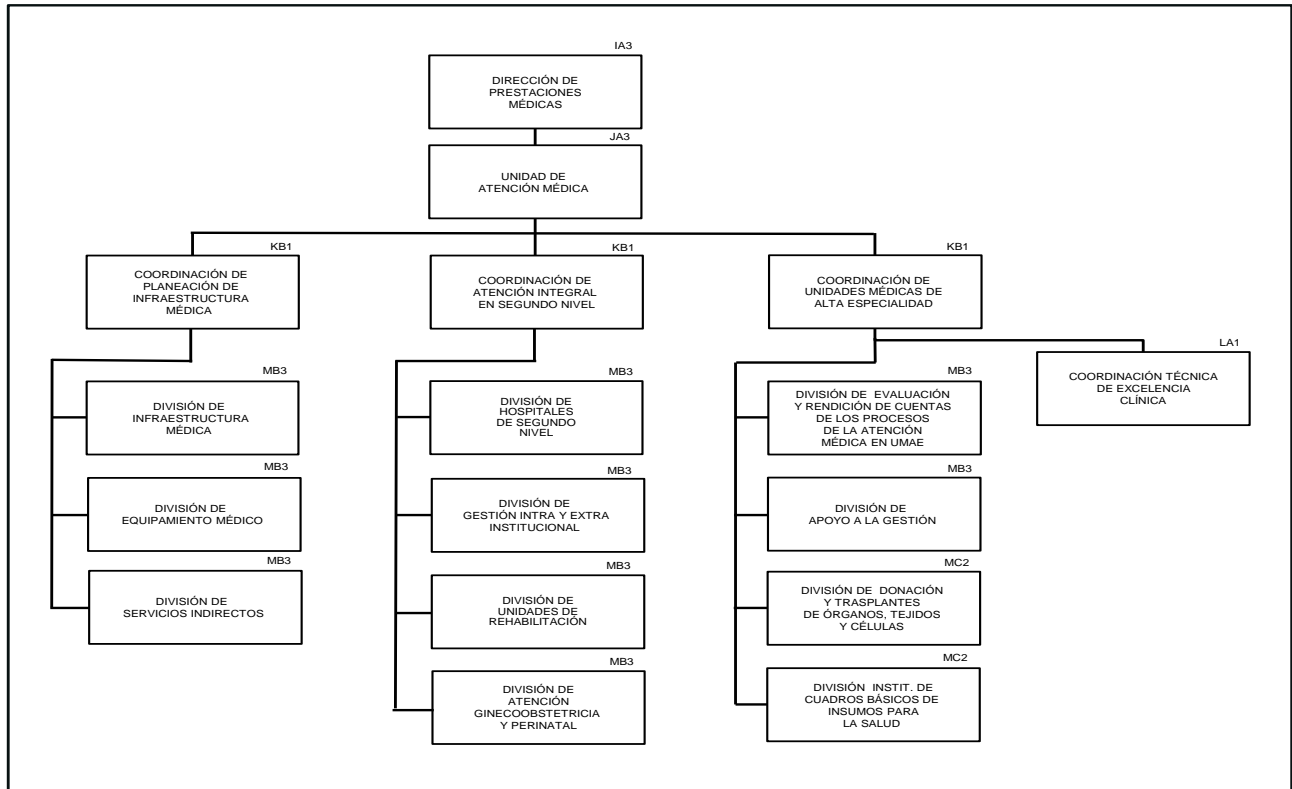 IA3
DIRECCIÓN DE
PRESTACIONES
MÉDICAS
JA3
UNIDAD DE
ATENCIÓN MÉDICA
KB1
COORDINACIÓN DE
PLANEACIÓN DE
INFRAESTRUCTURA
MÉDICA
KB1
COORDINACIÓN DE
ATENCIÓN INTEGRAL
EN SEGUNDO NIVEL
KB1
COORDINACIÓN DE
UNIDADES MÉDICAS DE
ALTA ESPECIALIDAD
LA1
COORDINACIÓN TÉCNICA
DE EXCELENCIA
CLÍNICA
MB3
DIVISIÓN DE
INFRAESTRUCTURA
MÉDICA
MB3
DIVISIÓN DE
EQUIPAMIENTO MÉDICO
MB3
DIVISIÓN DE
SERVICIOS INDIRECTOS
MB3
DIVISIÓN DE
HOSPITALES
DE SEGUNDO
NIVEL
MB3
DIVISIÓN DE
GESTIÓN INTRA Y EXTRA
INSTITUCIONAL
MB3
DIVISIÓN DE
UNIDADES DE
REHABILITACIÓN
MB3
DIVISIÓN DE
ATENCIÓN
GINECOOBSTETRICIA
Y PERINATAL
MB3
DIVISIÓN DE EVALUACIÓN
Y RENDICIÓN DE CUENTAS
DE LOS PROCESOS
DE LA ATENCIÓN
MÉDICA EN UMAE
MB3
DIVISIÓN DE
APOYO A LA GESTIÓN
MC2
DIVISIÓN DE DONACIÓN
Y TRASPLANTES
DE ÓRGANOS, TEJIDOS
Y CÉLULAS
MC2
DIVISIÓN INSTIT. DE
CUADROS BÁSICOS DE
INSUMOS PARA
LA SALUD